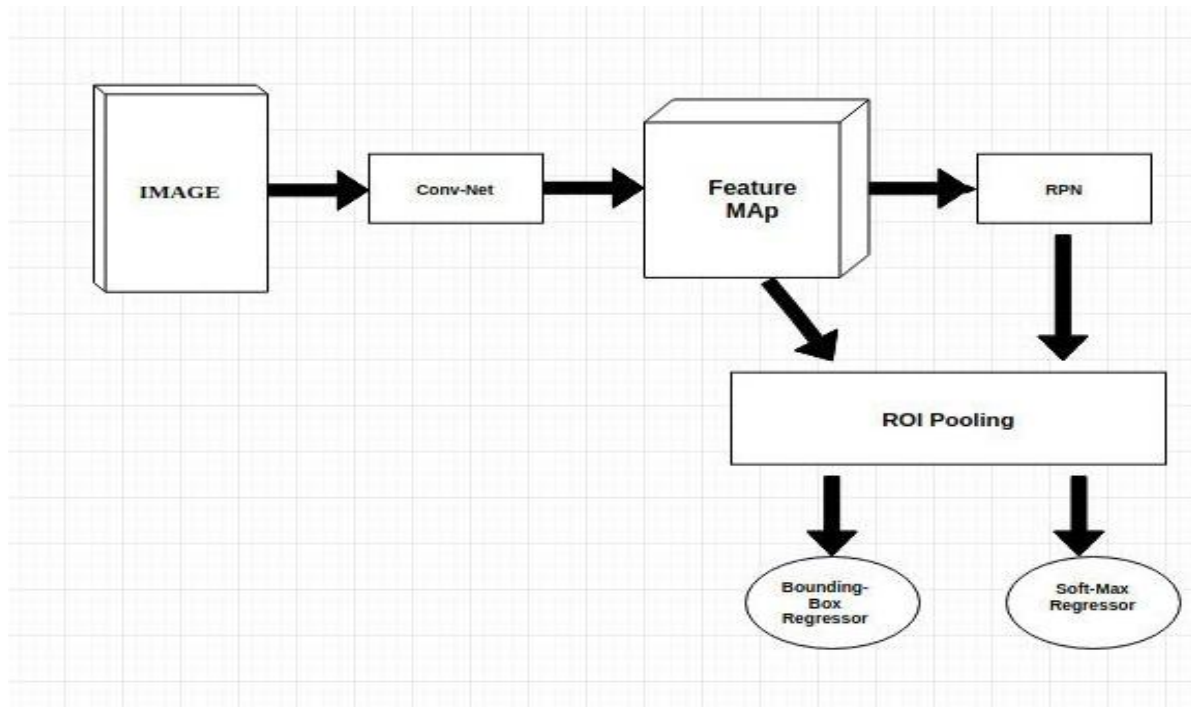 IMAGE
Conv-Net
Feature
MAp
RPN
ROI Pooling
Bounding-
Box
Regressor
Soft-Max
Regressor